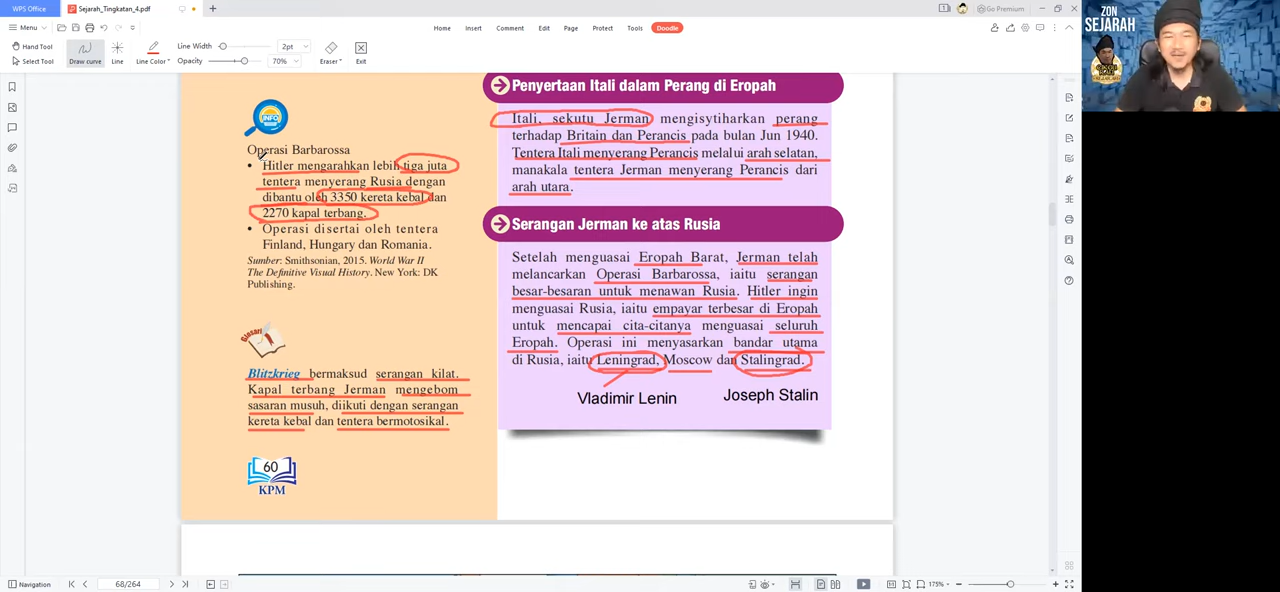 WPS Office
Sejarah_Tingkatan_4.pdf
Go Premium
Menu
Home
Insert
Comment
Edit
Page
Protect
Tools
Doodle
Hand Tool
Select Tool
Draw curve
Line
Line Color
Line Width
2pt
Opacity
70%
Eraser
Exit
INFO
Operasi Barbarossa
• Hitler mengarahkan lebih tiga juta
tentera menyerang Rusia dengan
dibantu oleh 3350 kereta kebal dan
2270 kapal terbang.
• Operasi disertai oleh tentera
Finland, Hungary dan Romania.
Sumber: Smithsonian, 2015. World War II
The Definitive Visual History. New York: DK
Publishing.
Glosari
Blitzkrieg bermaksud serangan kilat.
Kapal terbang Jerman mengebom
sasaran musuh, diikuti dengan serangan
kereta kebal dan tentera bermotosikal.
60
KPM
Penyertaan Itali dalam Perang di Eropah
Itali, sekutu Jerman mengisytiharkan perang
terhadap Britain dan Perancis pada bulan Jun 1940.
Tentera Itali menyerang Perancis melalui arah selatan,
manakala tentera Jerman menyerang Perancis dari
arah utara.
Serangan Jerman ke atas Rusia
Setelah menguasai Eropah Barat, Jerman telah
melancarkan Operasi Barbarossa, iaitu serangan
besar-besaran untuk menawan Rusia. Hitler ingin
menguasai Rusia, iaitu empayar terbesar di Eropah
untuk mencapai cita-citanya menguasai seluruh
Eropah. Operasi ini menyasarkan bandar utama
di Rusia, iaitu Leningrad, Moscow dan Stalingrad.
Vladimir Lenin
Joseph Stalin
ZON
SEJARAH
Navigation
68/264
175%